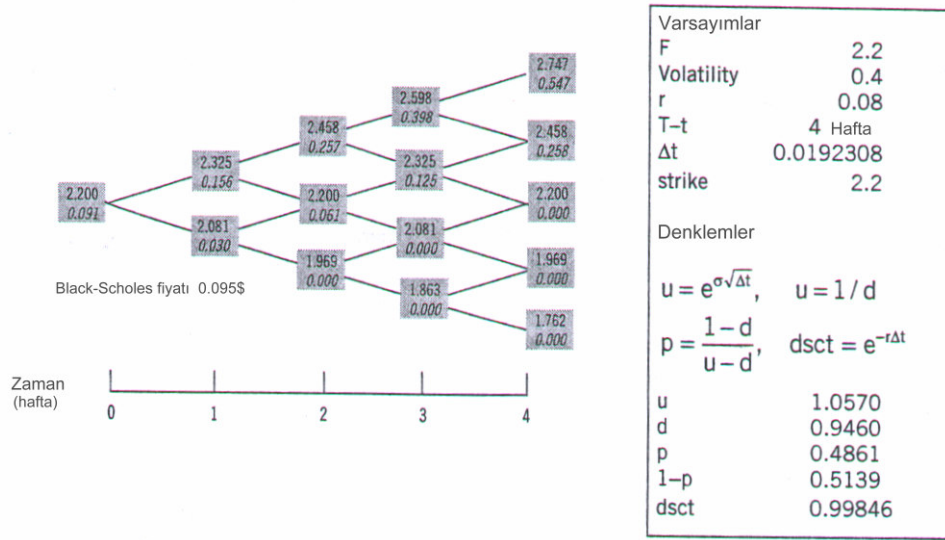 2.747
0.547
2.598
0.398
2.458
0.257
2.458
0.258
2.325
0.156
2.325
0.125
2.200
0.091
2.200
0.061
2.200
0.000
2.081
0.030
2.081
0.000
1.969
0.000
1.969
0.000
1.863
0.000
1.762
0.000
Black-Scholes fiyatı 0.095$
Zaman
(hafta)
0 1 2 3 4
Varsayımlar
F 2.2
Volatility 0.4
r 0.08
T–t 4 Hafta
Δt 0.0192308
strike 2.2
Denklemler
u = e^{σ√Δt}, u = 1 / d
p = (1 – d)/(u – d), dsct = e^{–rΔt}
u 1.0570
d 0.9460
p 0.4861
1–p 0.5139
dsct 0.99846